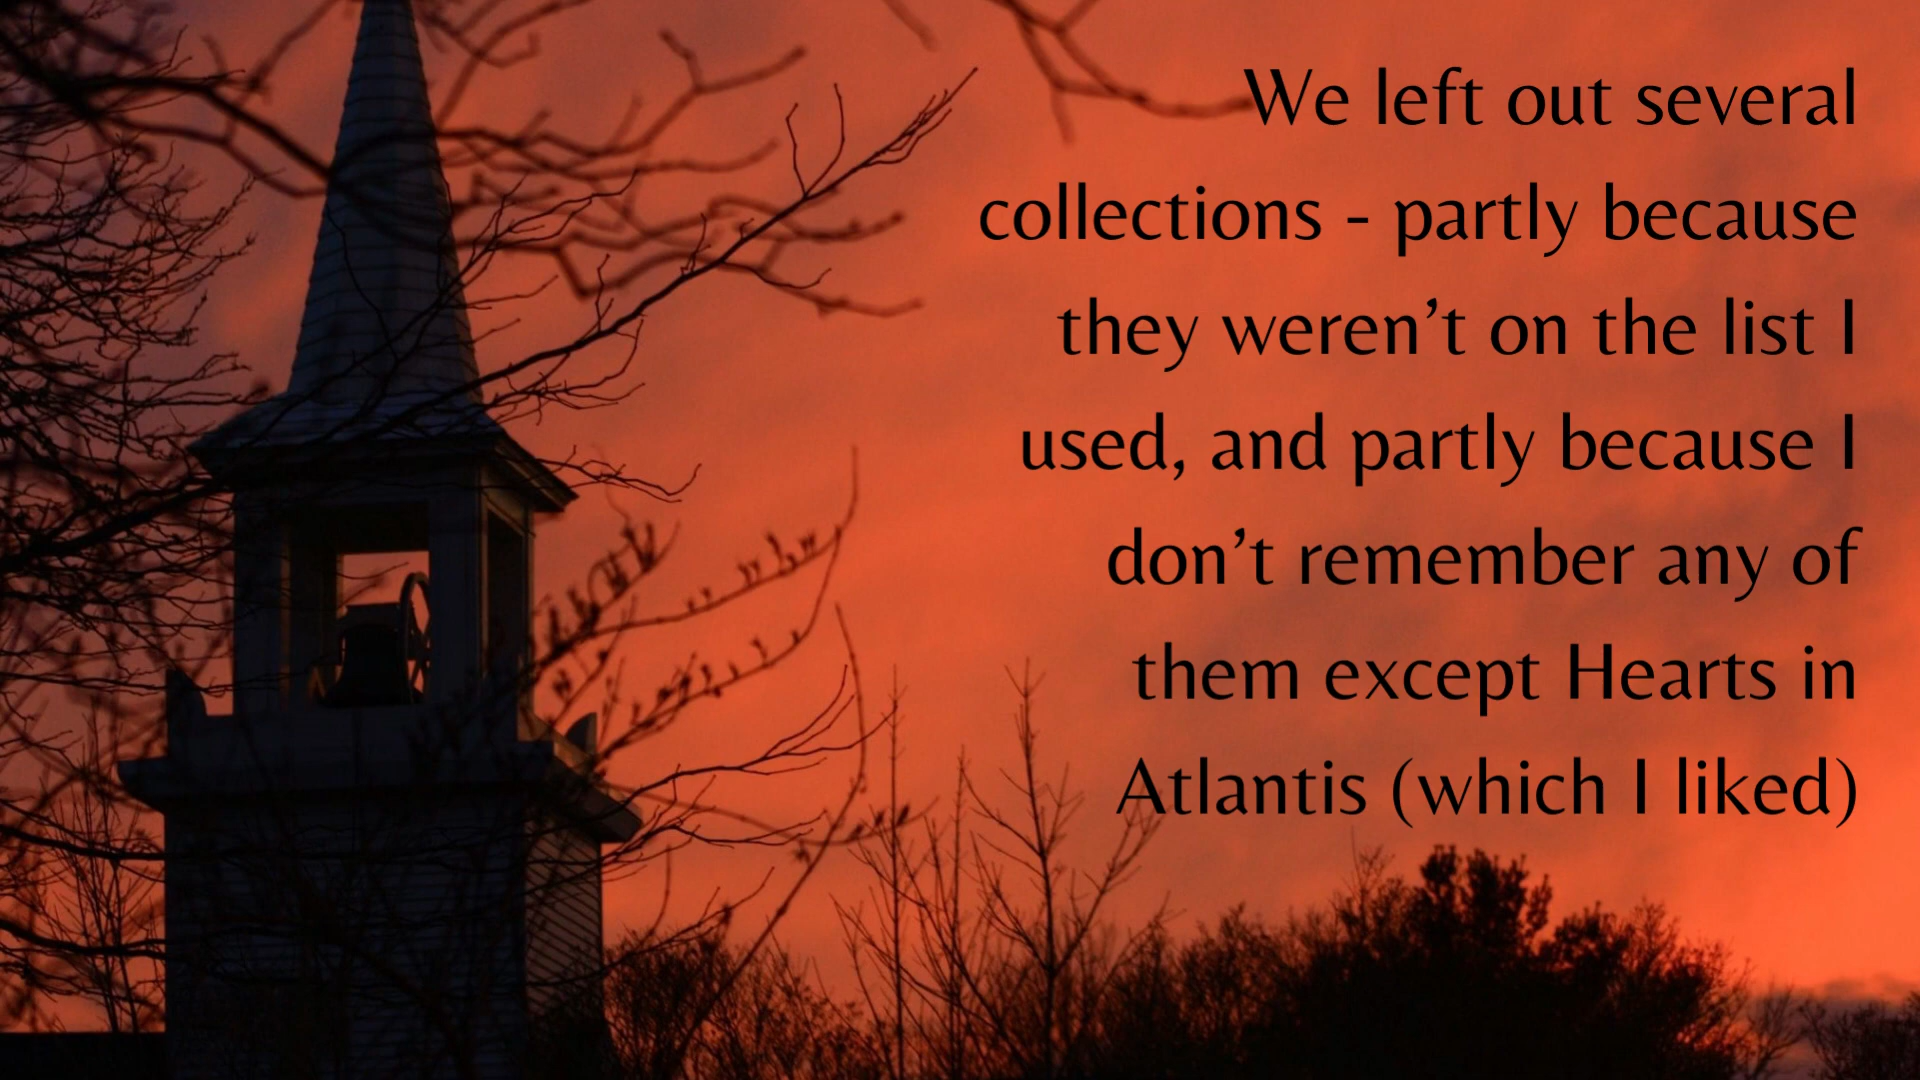 We left out several
collections - partly because
they weren’t on the list I
used, and partly because I
don’t remember any of
them except Hearts in
Atlantis (which I liked)